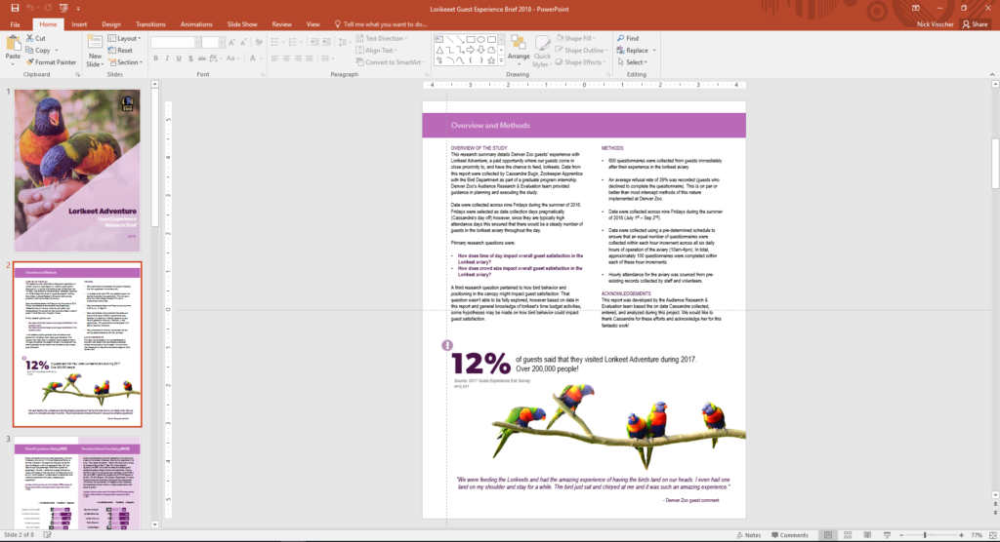 Lorikeeet Guest Experience Brief 2018 - PowerPoint
File Home Insert Design Transitions Animations Slide Show Review View Tell me what you want to do...
Nick Visscher Share
Paste
Cut
Copy
Format Painter
Clipboard
New Slide
Layout
Reset
Section
Slides
Font
Text Direction
Align Text
Convert to SmartArt
Paragraph
Arrange
Quick Styles
Shape Fill
Shape Outline
Shape Effects
Drawing
Find
Replace
Select
Editing
1
Lorikeet Adventure
Guest Experience
Research Brief
2
3
Overview and Methods
OVERVIEW OF THE STUDY
This research summary details Denver Zoo guests' experience with
Lorikeet Adventure, a paid opportunity where our guests come in
close proximity to, and have the chance to feed, lorikeets. Data from
this report were collected by Cassandra Bugir, Zookeeper Apprentice
with the Bird Department as part of a graduate program internship.
Denver Zoo's Audience Research & Evaluation team provided
guidance in planning and executing the study.
Data were collected across nine Fridays during the summer of 2016.
Fridays were selected as data collection days pragmatically
(Cassandra's day off) however, since they are typically high
attendance days this ensured that there would be a steady number of
guests in the lorikeet aviary throughout the day.
Primary research questions were:
• How does time of day impact overall guest satisfaction in the
Lorikeet aviary?
• How does crowd size impact overall guest satisfaction in the
Lorikeet aviary?
A third research question pertained to how bird behavior and
positioning in the canopy might impact guest satisfaction. That
question wasn't able to be fully explored, however based on data in
this report and general knowledge of lorikeet's time budget activities,
some hypotheses may be made on how bird behavior could impact
guest satisfaction.
METHODS
• 600 questionnaires were collected from guests immediately
after their experience in the lorikeet aviary
• An average refusal rate of 29% was recorded (guests who
declined to complete the questionnaire). This is on par or
better than most intercept methods of this nature
implemented at Denver Zoo.
• Data were collected across nine Fridays during the summer
of 2016 (July 1st – Sep 2nd).
• Data were collected using a pre-determined schedule to
ensure that an equal number of questionnaires were
collected within each hour increment across all six daily
hours of operation of the aviary (10am-4pm). In total,
approximately 100 questionnaires were completed within
each of these hour increments.
• Hourly attendance for the aviary was sourced from pre-
existing records collected by staff and volunteers.
ACKNOWLEDGEMENTS
This report was developed by the Audience Research &
Evaluation team based on the data Cassandra collected,
entered, and analyzed during this project. We would like to
thank Cassandra for these efforts and acknowledge her for this
fantastic work!
!
12% of guests said that they visited Lorikeet Adventure during 2017.
Over 200,000 people!
Source: 2017 Guest Experience Exit Survey
"We were feeding the Lorikeets and had the amazing experience of having the birds land on our heads. I even had one
land on my shoulder and stay for a while. The bird just sat and chirped at me and it was such an amazing experience."
- Denver Zoo guest comment
Slide 2 of 8
Notes Comments 77%